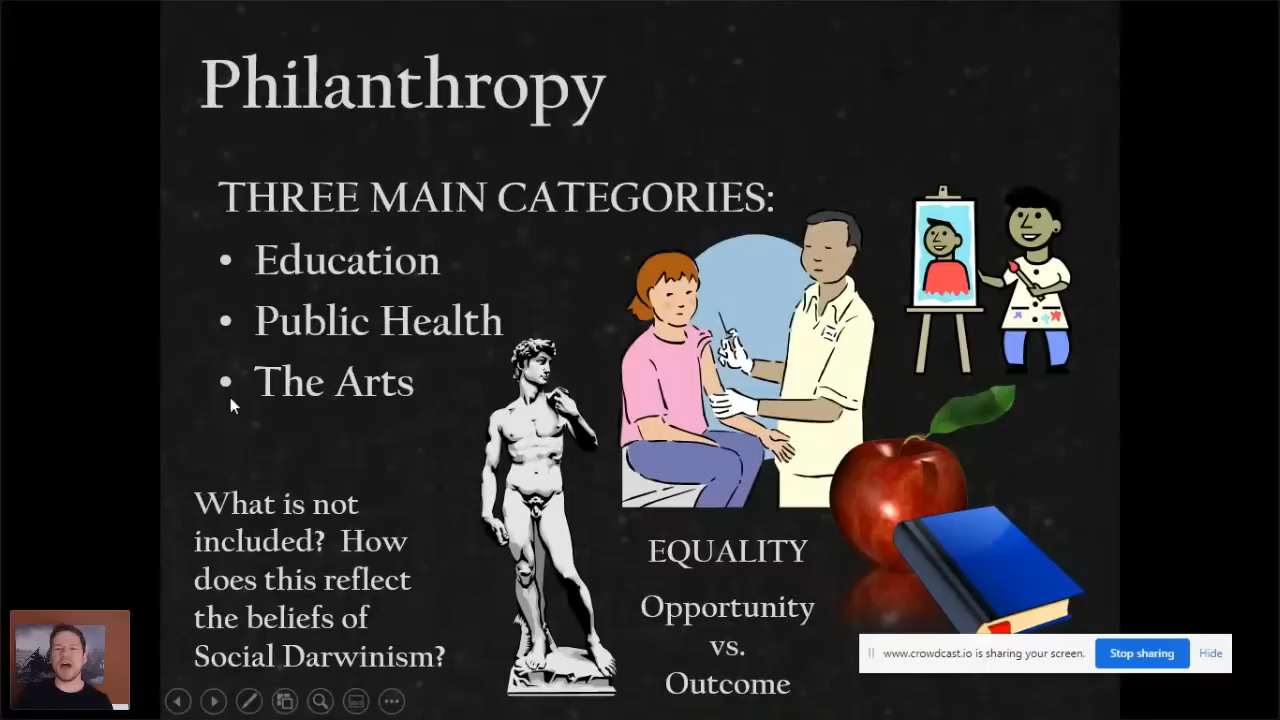 Philanthropy
THREE MAIN CATEGORIES:
• Education
• Public Health
• The Arts
What is not
included? How
does this reflect
the beliefs of
Social Darwinism?
EQUALITY
Opportunity
vs.
Outcome
www.crowdcast.io is sharing your screen.
Stop sharing
Hide